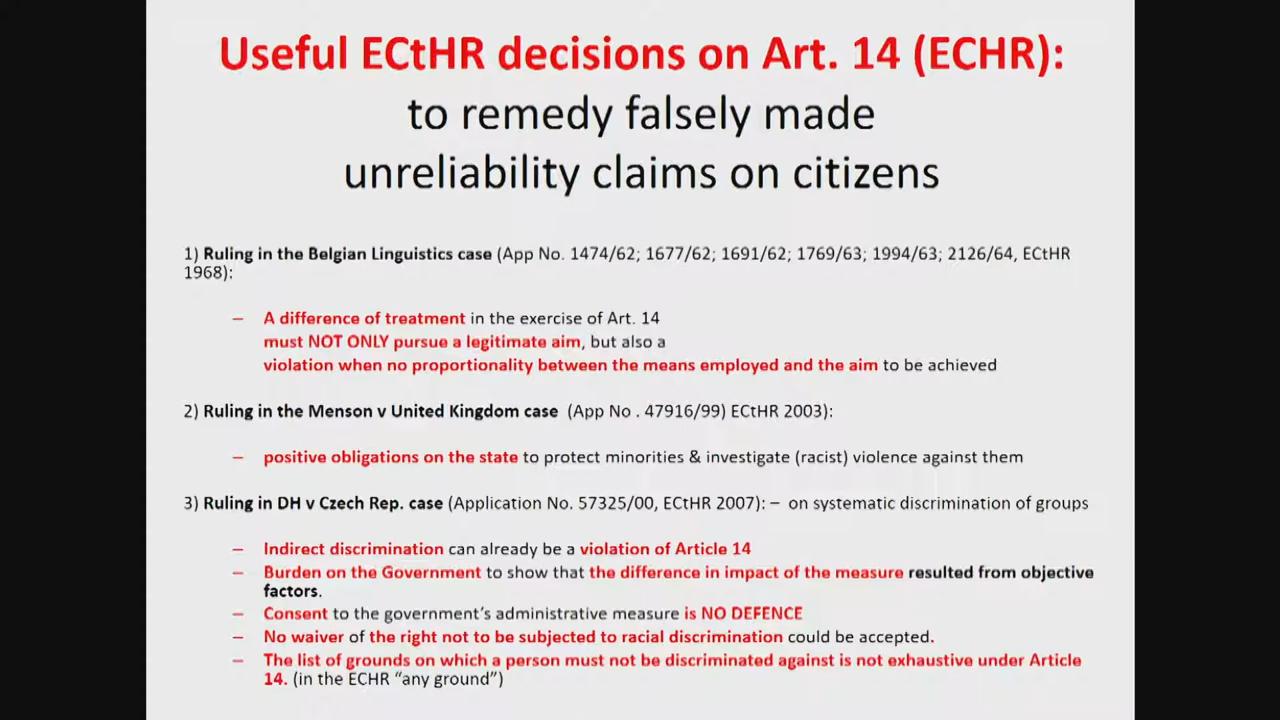 Useful ECtHR decisions on Art. 14 (ECHR):
to remedy falsely made
unreliability claims on citizens
1) Ruling in the Belgian Linguistics case (App No. 1474/62; 1677/62; 1691/62; 1769/63; 1994/63; 2126/64, ECtHR
1968):
– A difference of treatment in the exercise of Art. 14
must NOT ONLY pursue a legitimate aim, but also a
violation when no proportionality between the means employed and the aim to be achieved
2) Ruling in the Menson v United Kingdom case (App No . 47916/99) ECtHR 2003):
– positive obligations on the state to protect minorities & investigate (racist) violence against them
3) Ruling in DH v Czech Rep. case (Application No. 57325/00, ECtHR 2007): – on systematic discrimination of groups
– Indirect discrimination can already be a violation of Article 14
– Burden on the Government to show that the difference in impact of the measure resulted from objective
factors.
– Consent to the government's administrative measure is NO DEFENCE
– No waiver of the right not to be subjected to racial discrimination could be accepted.
– The list of grounds on which a person must not be discriminated against is not exhaustive under Article
14. (in the ECHR "any ground")